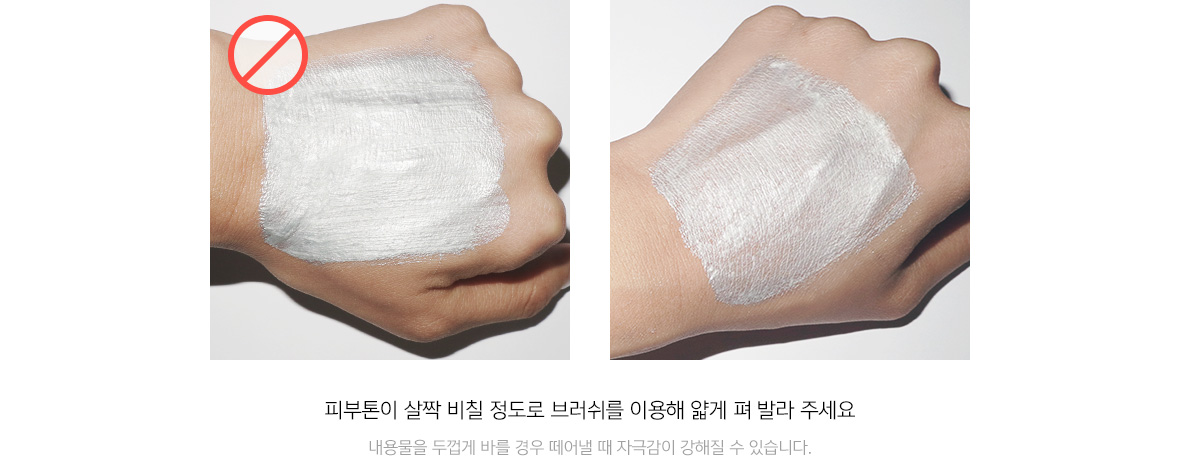 피부톤이 살짝 비칠 정도로 브러쉬를 이용해 얇게 펴 발라 주세요
내용물을 두껍게 바를 경우 떼어낼 때 자극감이 강해질 수 있습니다.